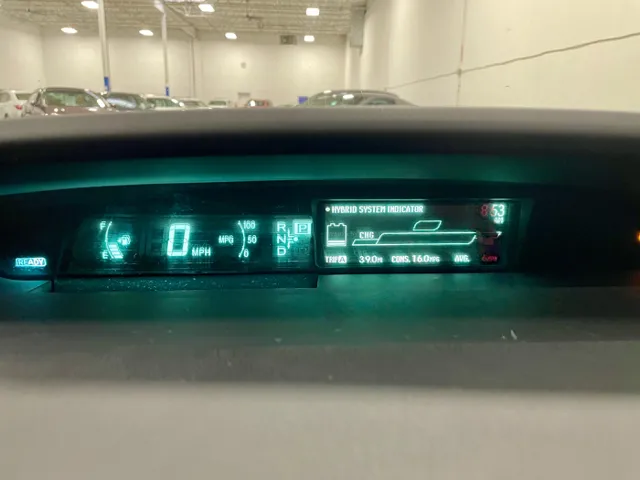 READY
F
E
0 MPH
MPG
100
50
0
R
N
D
P
HYBRID SYSTEM INDICATOR
8:53
CHG
TRIP A 39.0M CONS. 16.0MPG AVG.